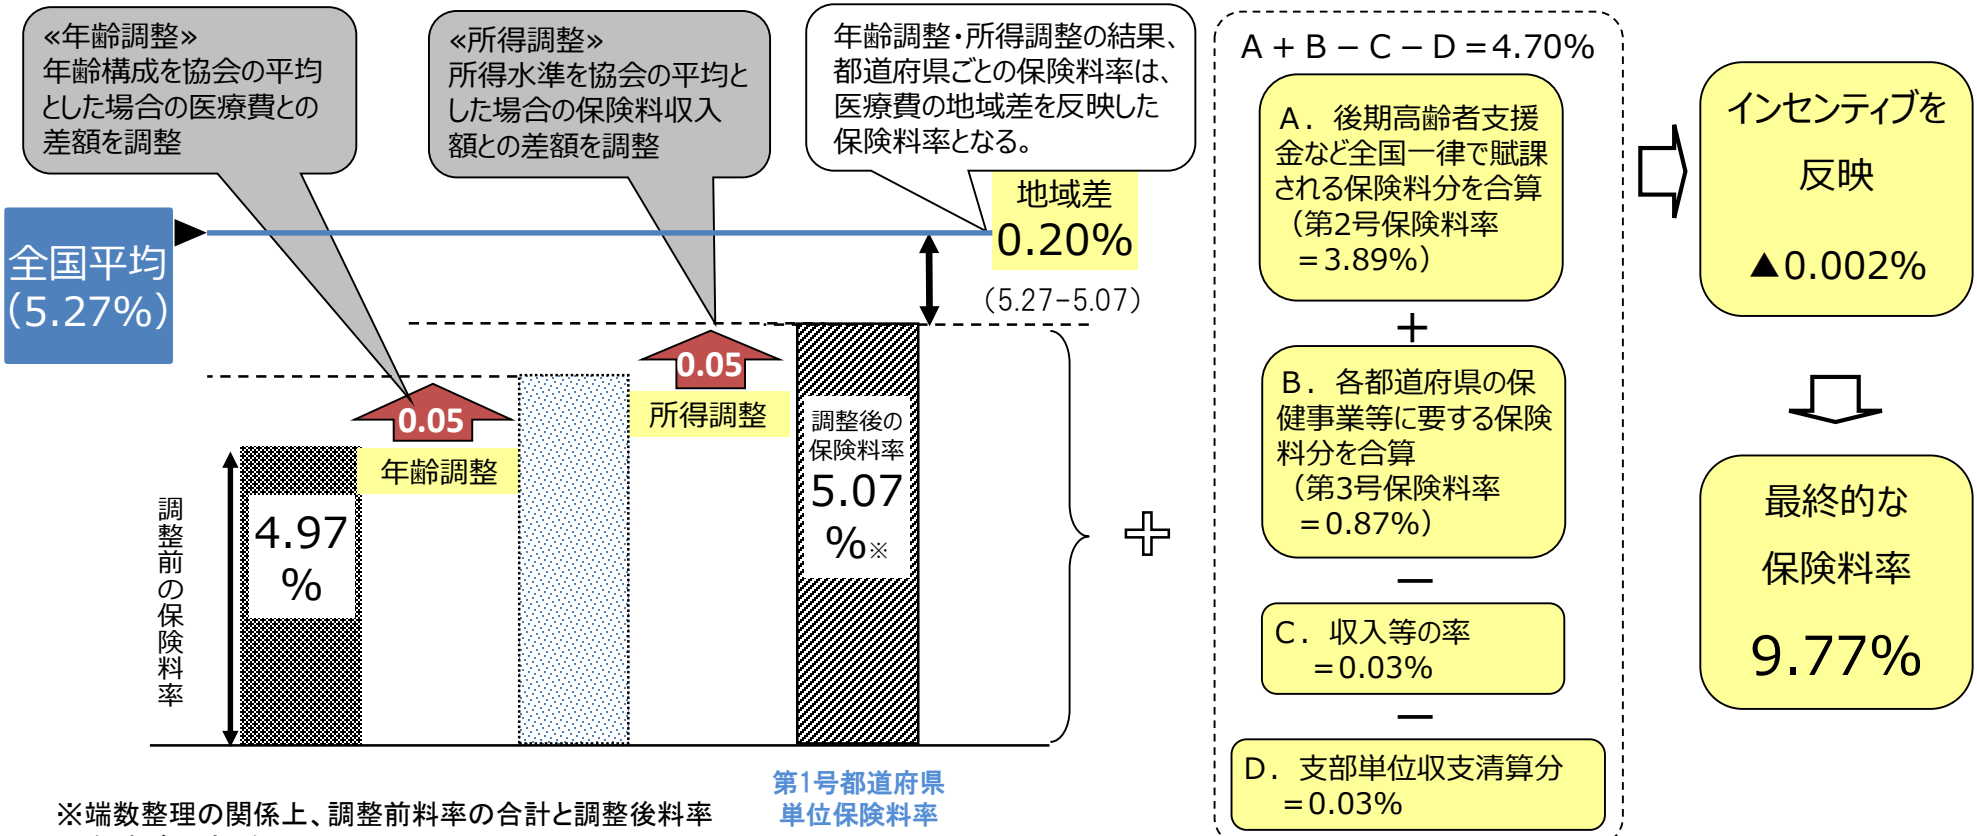 ≪年齢調整≫
年齢構成を協会の平均
とした場合の医療費との
差額を調整
≪所得調整≫
所得水準を協会の平均と
した場合の保険料収入
額との差額を調整
年齢調整・所得調整の結果、
都道府県ごとの保険料率は、
医療費の地域差を反映した
保険料率となる。
全国平均
(5.27%)
地域差
0.20%
(5.27-5.07)
調整前の保険料率
4.97
%
0.05
年齢調整
0.05
所得調整
調整後の
保険料率
5.07
%※
第1号都道府県
単位保険料率
※端数整理の関係上、調整前料率の合計と調整後料率
+
A+B-C-D=4.70%
A. 後期高齢者支援
金など全国一律で賦課
される保険料分を合算
(第2号保険料率
=3.89%)
+
B. 各都道府県の保
健事業等に要する保険
料分を合算
(第3号保険料率
=0.87%)
-
C. 収入等の率
=0.03%
-
D. 支部単位収支清算分
=0.03%
インセンティブを
反映
▲0.002%
最終的な
保険料率
9.77%